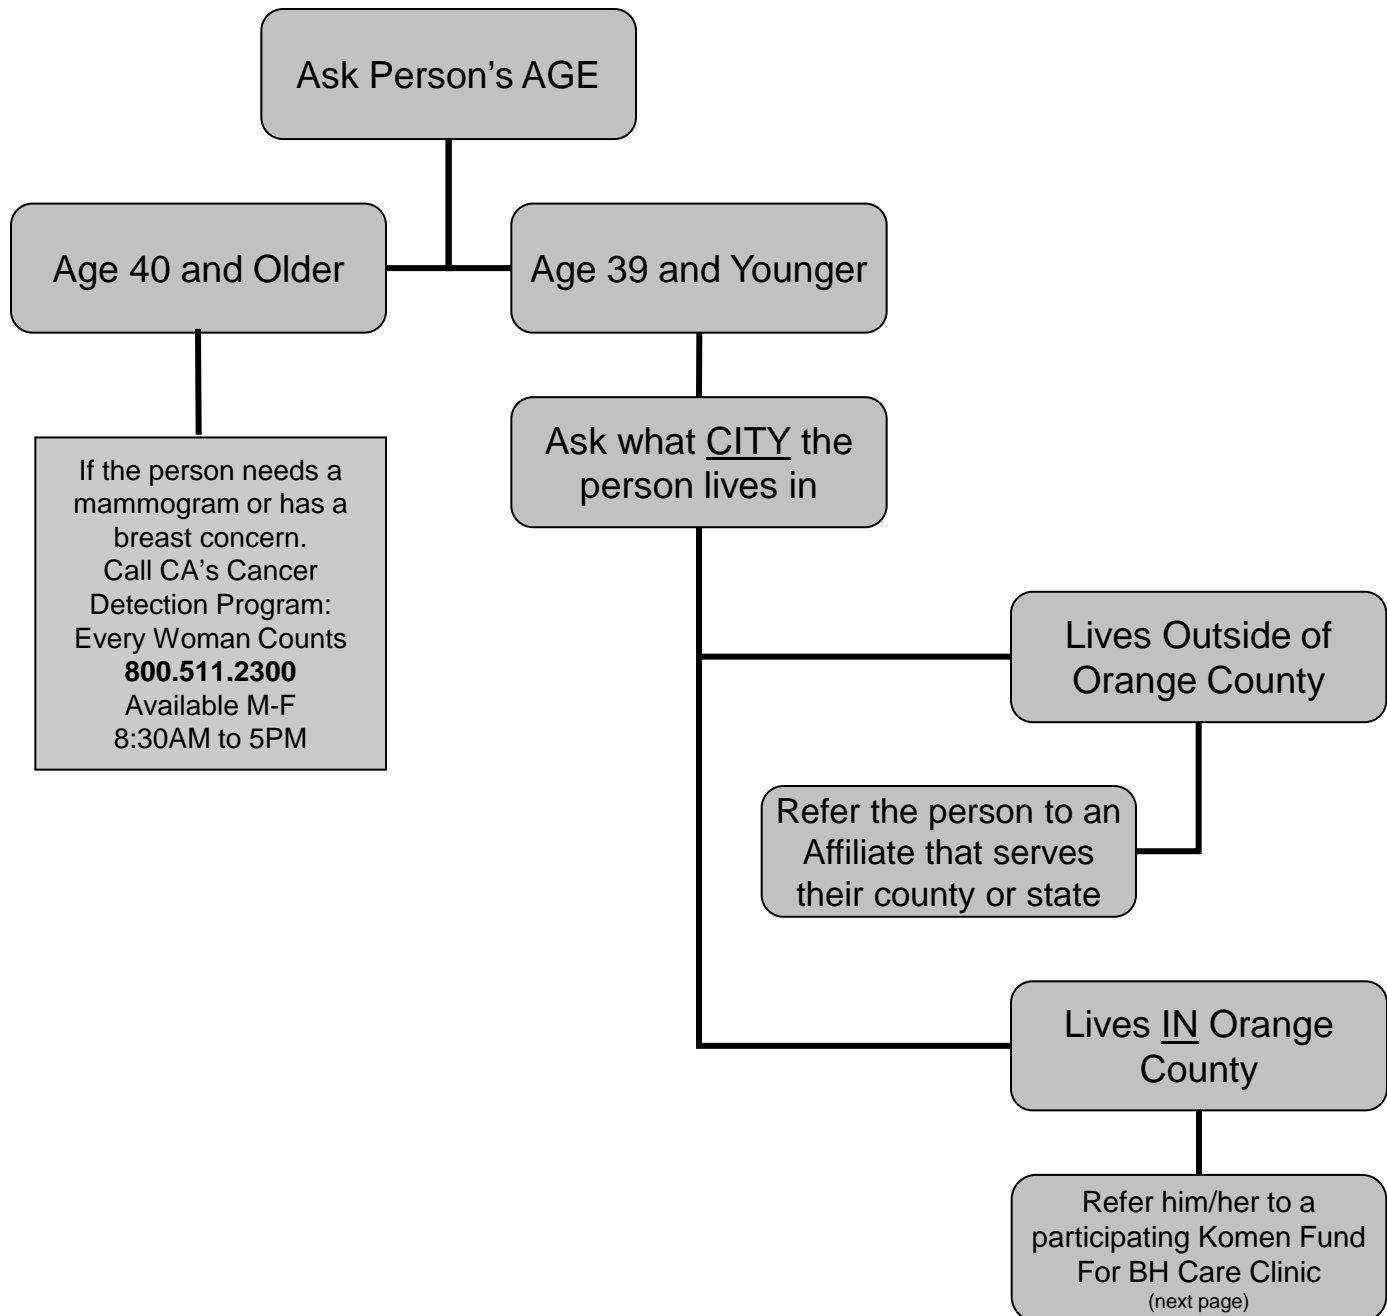 Ask Person’s AGE
Age 40 and Older
Age 39 and Younger
If the person needs a
mammogram or has a
breast concern.
Call CA’s Cancer
Detection Program:
Every Woman Counts
800.511.2300
Available M-F
8:30AM to 5PM
Ask what CITY the
person lives in
Lives Outside of
Orange County
Refer the person to an
Affiliate that serves
their county or state
Lives IN Orange
County
Refer him/her to a
participating Komen Fund
For BH Care Clinic
(next page)